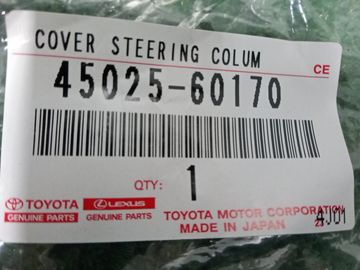 COVER STEERING COLUM
CE
45025-60170
QTY: 1
TOYOTA LEXUS
GENUINE PARTS GENUINE PARTS
TOYOTA MOTOR CORPORATION
MADE IN JAPAN